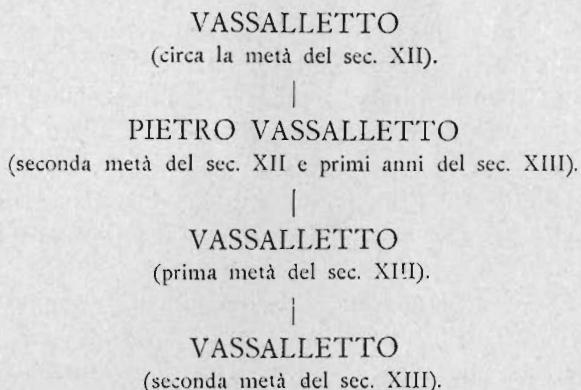 VASSALLETTO
(circa la metà del sec. XII).
PIETRO VASSALLETTO
(seconda metà del sec. XII e primi anni del sec. XIII).
VASSALLETTO
(prima metà del sec. XIII).
VASSALLETTO
(seconda metà del sec. XIII).